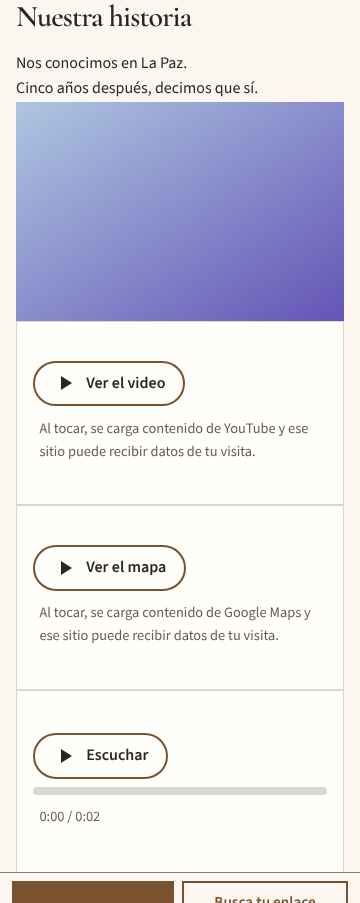 Nuestra historia
Nos conocimos en La Paz.
Cinco años después, decimos que sí.
Ver el video
Al tocar, se carga contenido de YouTube y ese
sitio puede recibir datos de tu visita.
Ver el mapa
Al tocar, se carga contenido de Google Maps y
ese sitio puede recibir datos de tu visita.
Escuchar
0:00 / 0:02
Busca tu enlace